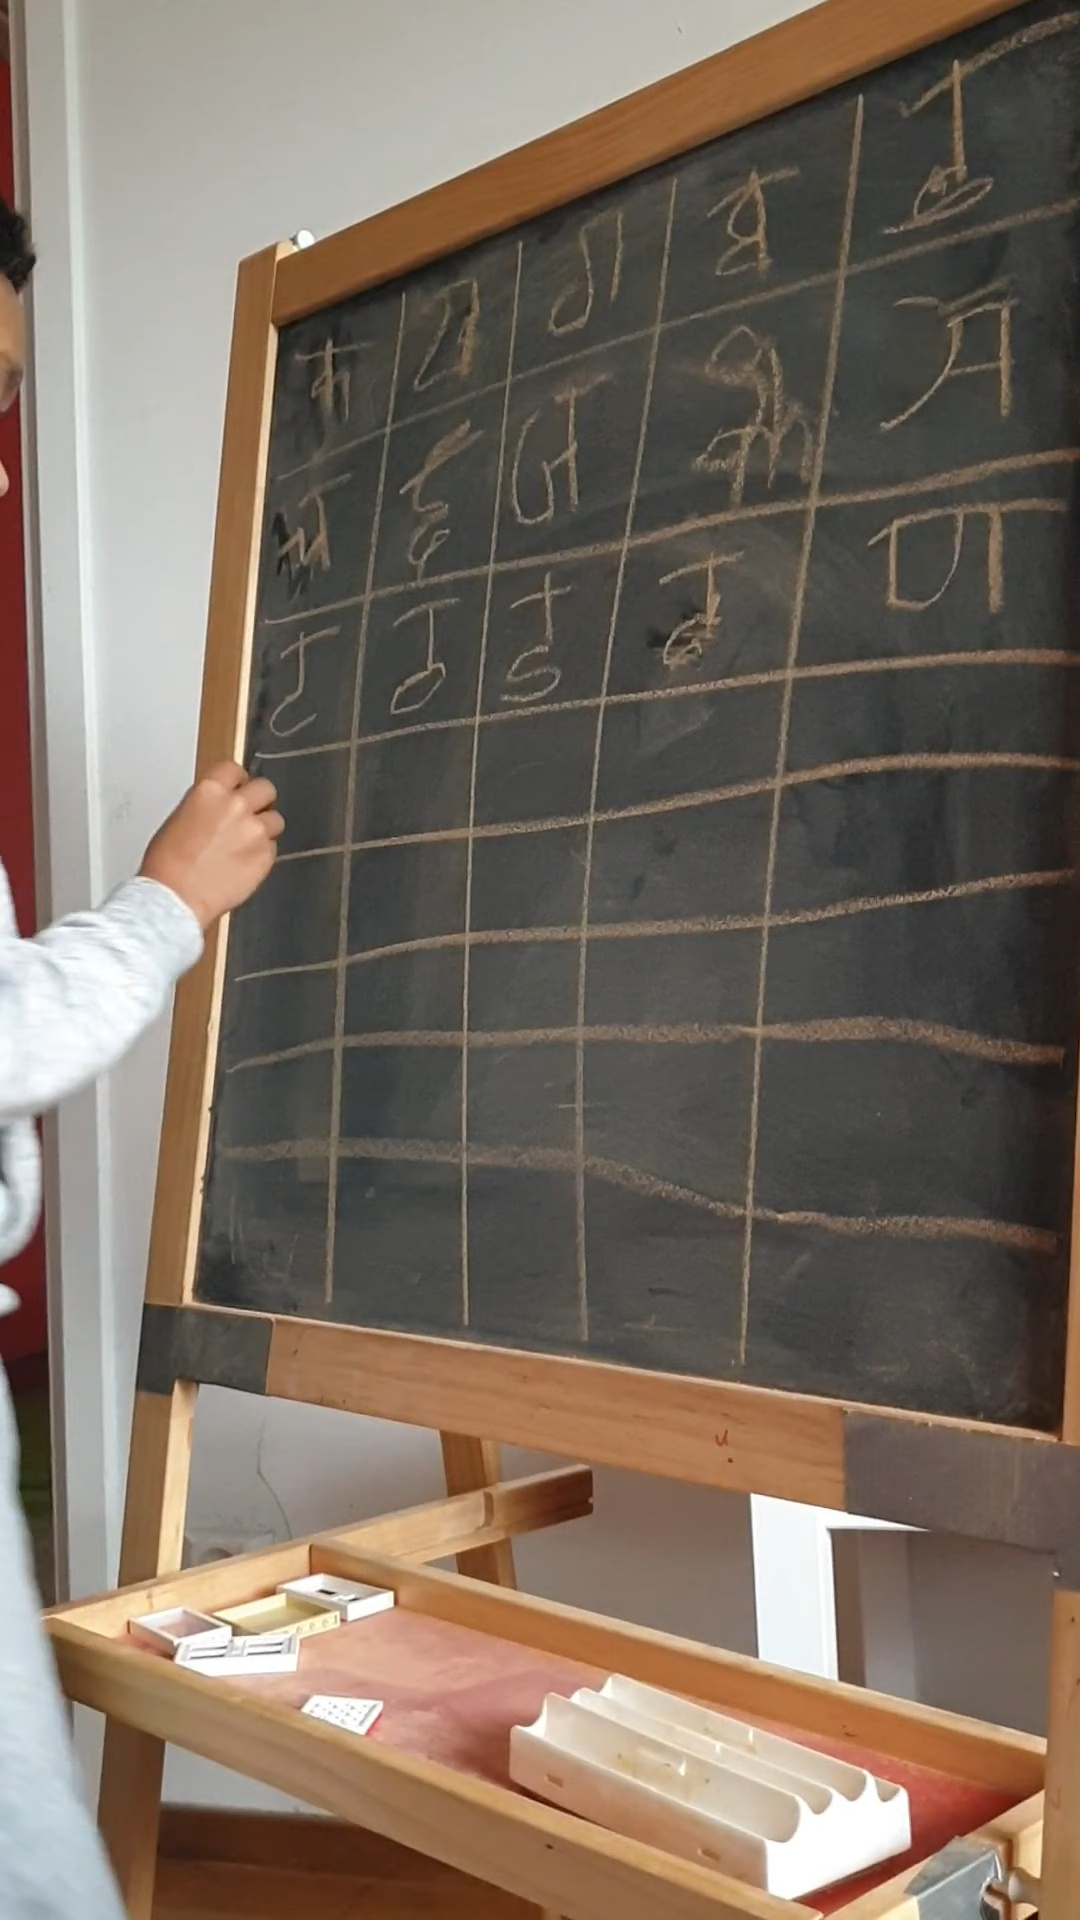 क ख ग घ ङ
च छ ज झ ञ
ट ठ ड ढ ण